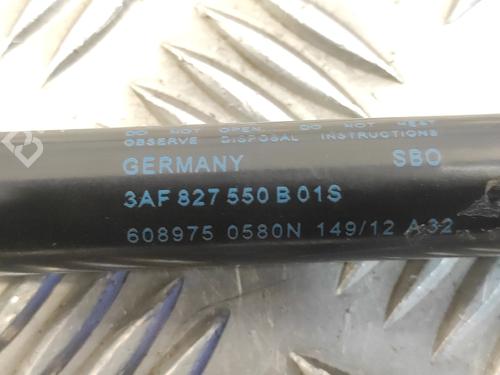 DO NOT OPEN. DO NOT HEAT
OBSERVE DISPOSAL INSTRUCTIONS
GERMANY SBO
3AF 827 550 B 01S
608975 0580N 149/12 A32